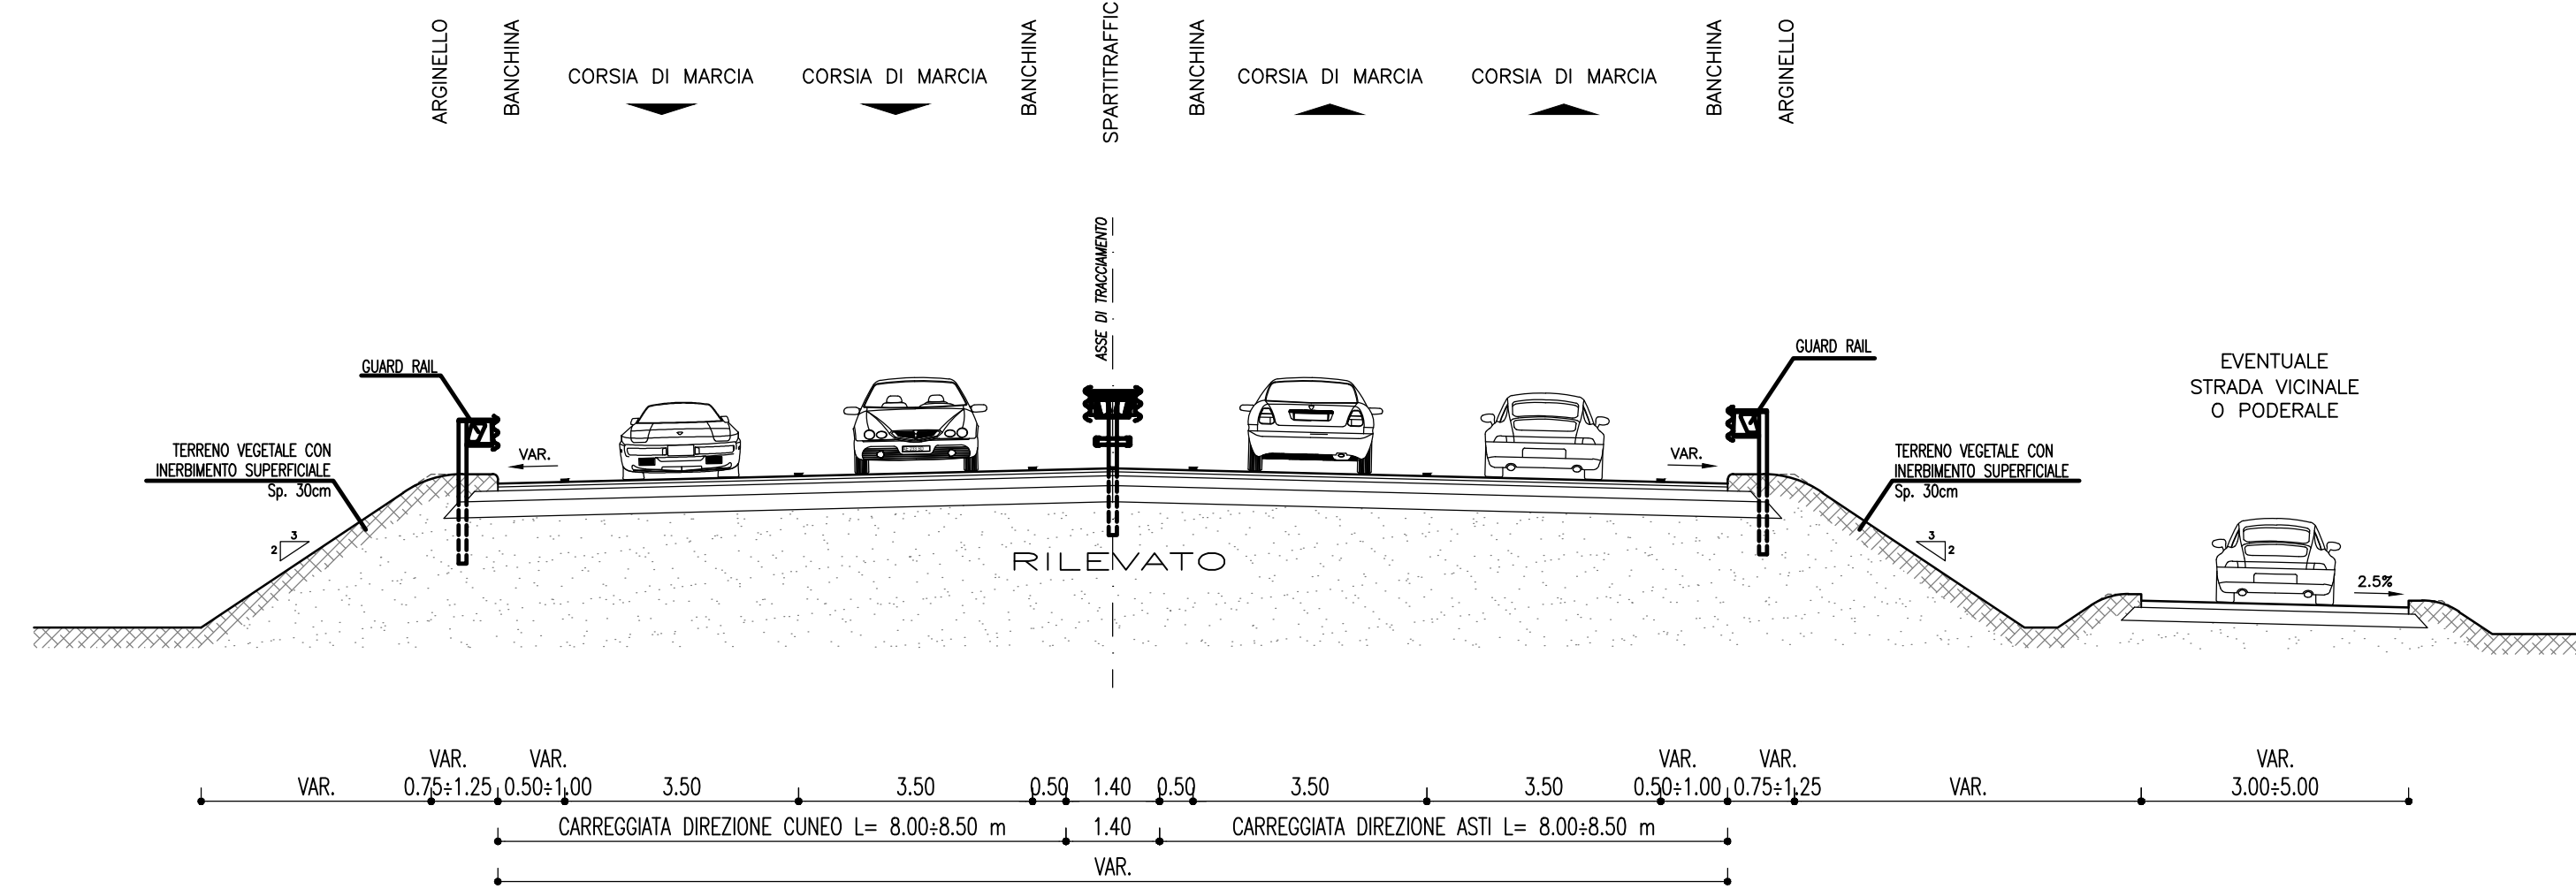 ARGINELLO
BANCHINA
CORSIA DI MARCIA
CORSIA DI MARCIA
BANCHINA
SPARTITRAFFIC
BANCHINA
CORSIA DI MARCIA
CORSIA DI MARCIA
BANCHINA
ARGINELLO
ASSE DI TRACCIAMENTO
GUARD RAIL
GUARD RAIL
EVENTUALE
STRADA VICINALE
O PODERALE
TERRENO VEGETALE CON
INERBIMENTO SUPERFICIALE
Sp. 30cm
VAR.
VAR.
TERRENO VEGETALE CON
INERBIMENTO SUPERFICIALE
Sp. 30cm
3
2
RILEVATO
3
2
2.5%
VAR. VAR. VAR. VAR. VAR.
VAR. 0.75÷1.25 0.50÷1.00 3.50 3.50 0.50 1.40 0.50 3.50 3.50 0.50÷1.00 0.75÷1.25 VAR. 3.00÷5.00
CARREGGIATA DIREZIONE CUNEO L= 8.00÷8.50 m 1.40 CARREGGIATA DIREZIONE ASTI L= 8.00÷8.50 m
VAR.